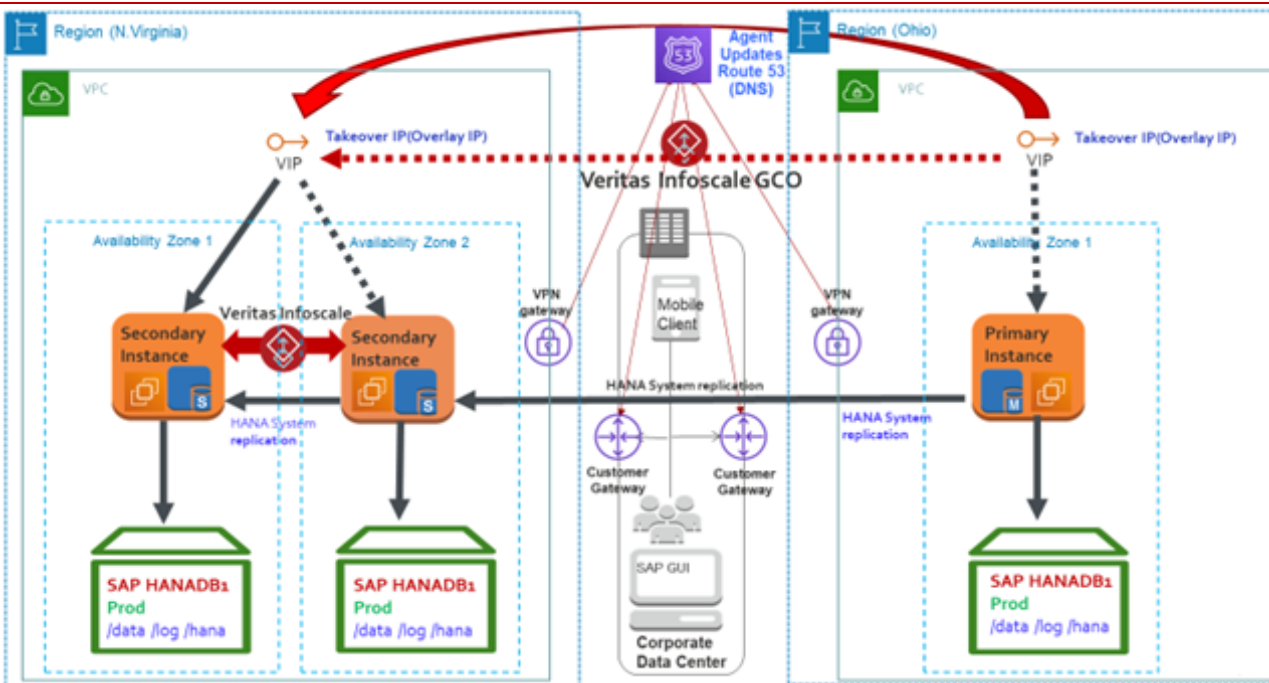 Region (N.Virginia)
VPC
Takeover IP(Overlay IP)
VIP
Availability Zone 1
Availability Zone 2
Veritas Infoscale
Secondary
Instance
S
Secondary
Instance
S
HANA System
replication
SAP HANADB1
Prod
/data /log /hana
SAP HANADB1
Prod
/data /log /hana
53
Agent
Updates
Route 53
(DNS)
Veritas Infoscale GCO
VPN
gateway
Mobile
Client
VPN
gateway
HANA System replication
Customer
Gateway
Customer
Gateway
SAP GUI
Corporate
Data Center
Region (Ohio)
VPC
Takeover IP(Overlay IP)
VIP
Availability Zone 1
Primary
Instance
M
HANA System
replication
SAP HANADB1
Prod
/data /log /hana